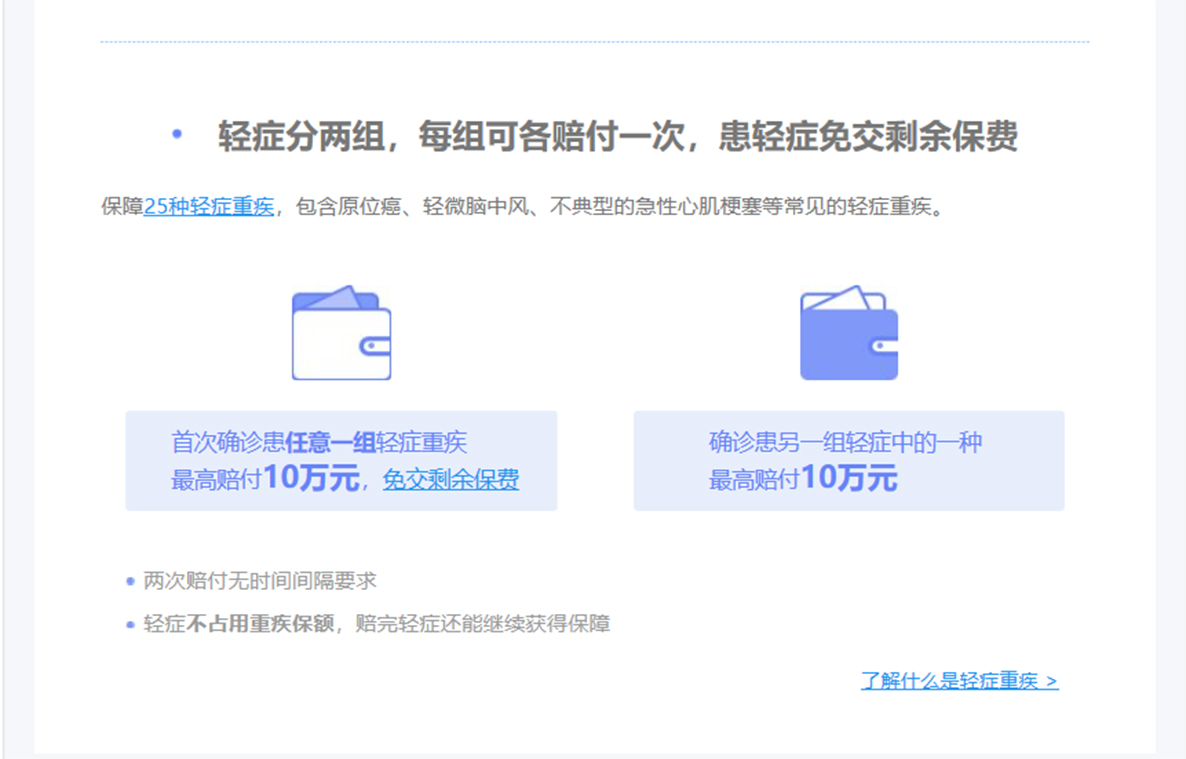 轻症分两组，每组可各赔付一次，患轻症免交剩余保费
保障25种轻症重疾，包含原位癌、轻微脑中风、不典型的急性心肌梗塞等常见的轻症重疾。
首次确诊患任意一组轻症重疾
最高赔付10万元，免交剩余保费
确诊患另一组轻症中的一种
最高赔付10万元
两次赔付无时间间隔要求
轻症不占用重疾保额，赔完轻症还能继续获得保障
了解什么是轻症重疾 >